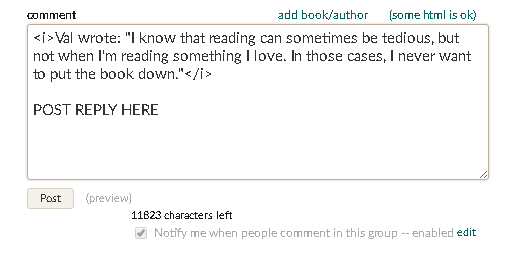 comment add book/author (some html is ok)
<i>Val wrote: "I know that reading can sometimes be tedious, but
not when I'm reading something I love. In those cases, I never want
to put the book down."</i>
POST REPLY HERE
Post (preview)
11823 characters left
Notify me when people comment in this group -- enabled edit